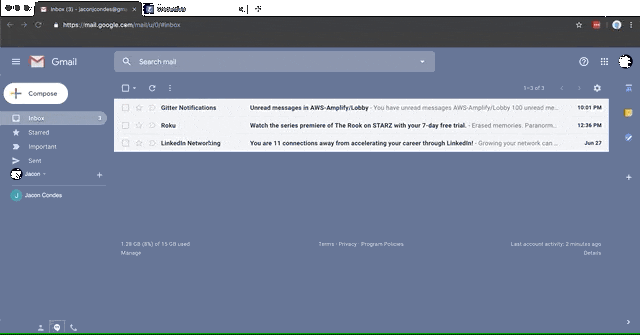 Inbox (3) - jaconjcondes@gma
https://mail.google.com/mail/u/0/#inbox
Gmail
Search mail
Compose
1–3 of 3
Inbox 3
Starred
Important
Sent
Jacon
Jacon Condes
Gitter Notifications Unread messages in AWS-Amplify/Lobby - You have unread messages AWS-Amplify/Lobby 100 unread me... 10:01 PM
Roku Watch the series premiere of The Rook on STARZ with your 7-day free trial. - Erased memories. Paranorm... 12:36 PM
LinkedIn Networking You are 11 connections away from accelerating your career through LinkedIn! - Growing your network can... Jun 27
1.28 GB (8%) of 15 GB used
Manage
Terms · Privacy · Program Policies
Last account activity: 2 minutes ago
Details